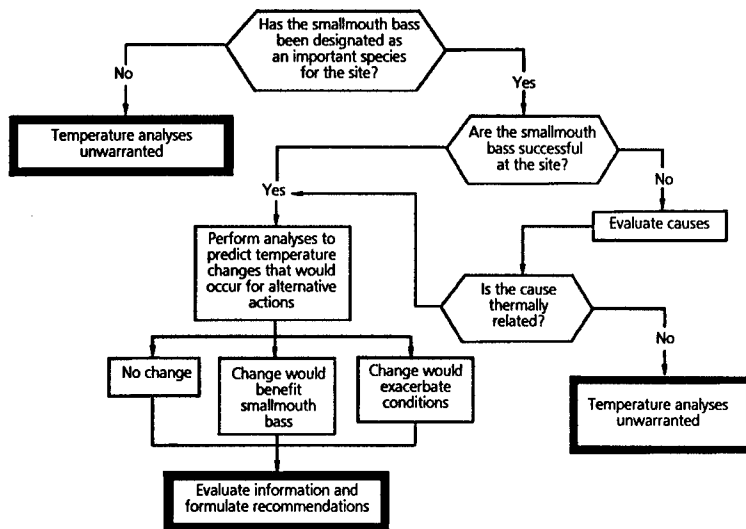 Has the smallmouth bass
been designated as
an important species
for the site?
No
Yes
Temperature analyses
unwarranted
Are the smallmouth
bass successful
at the site?
Yes
No
Evaluate causes
Perform analyses to
predict temperature
changes that would
occur for alternative
actions
Is the cause
thermally
related?
No
No change
Change would
benefit
smallmouth
bass
Change would
exacerbate
conditions
Temperature analyses
unwarranted
Evaluate information and
formulate recommendations